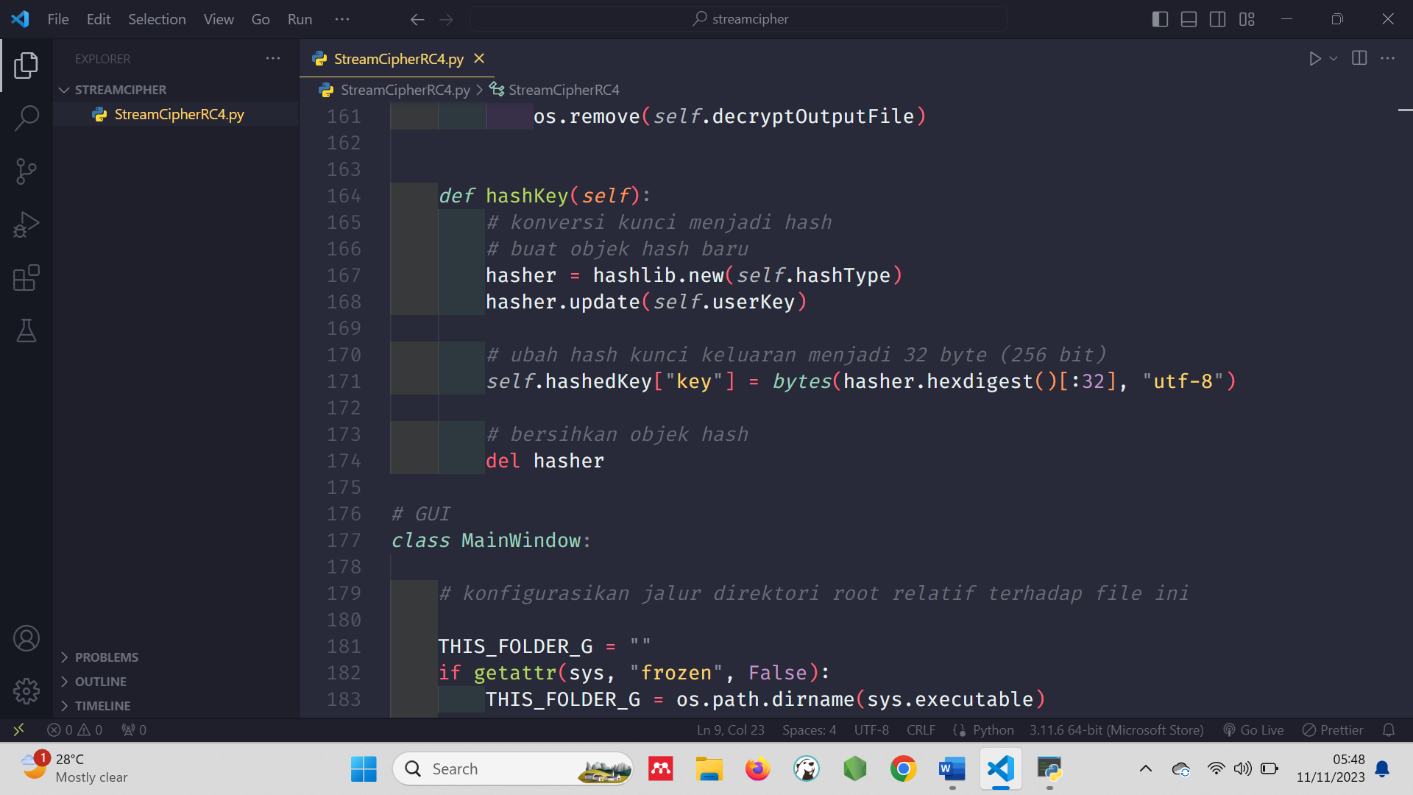 File Edit Selection View Go Run ··· streamcipher
EXPLORER ···
STREAMCIPHER
StreamCipherRC4.py
StreamCipherRC4.py
StreamCipherRC4.py > StreamCipherRC4
161 os.remove(self.decryptOutputFile)
162
163
164 def hashKey(self):
165 # konversi kunci menjadi hash
166 # buat objek hash baru
167 hasher = hashlib.new(self.hashType)
168 hasher.update(self.userKey)
169
170 # ubah hash kunci keluaran menjadi 32 byte (256 bit)
171 self.hashedKey["key"] = bytes(hasher.hexdigest()[:32], "utf-8")
172
173 # bersihkan objek hash
174 del hasher
175
176 # GUI
177 class MainWindow:
178
179 # konfigurasikan jalur direktori root relatif terhadap file ini
180
181 THIS_FOLDER_G = ""
182 if getattr(sys, "frozen", False):
183 THIS_FOLDER_G = os.path.dirname(sys.executable)
PROBLEMS
OUTLINE
TIMELINE
0 0 0 Ln 9, Col 23 Spaces: 4 UTF-8 CRLF Python 3.11.6 64-bit (Microsoft Store) Go Live Prettier
1 28°C
Mostly clear
Search
05:48
11/11/2023